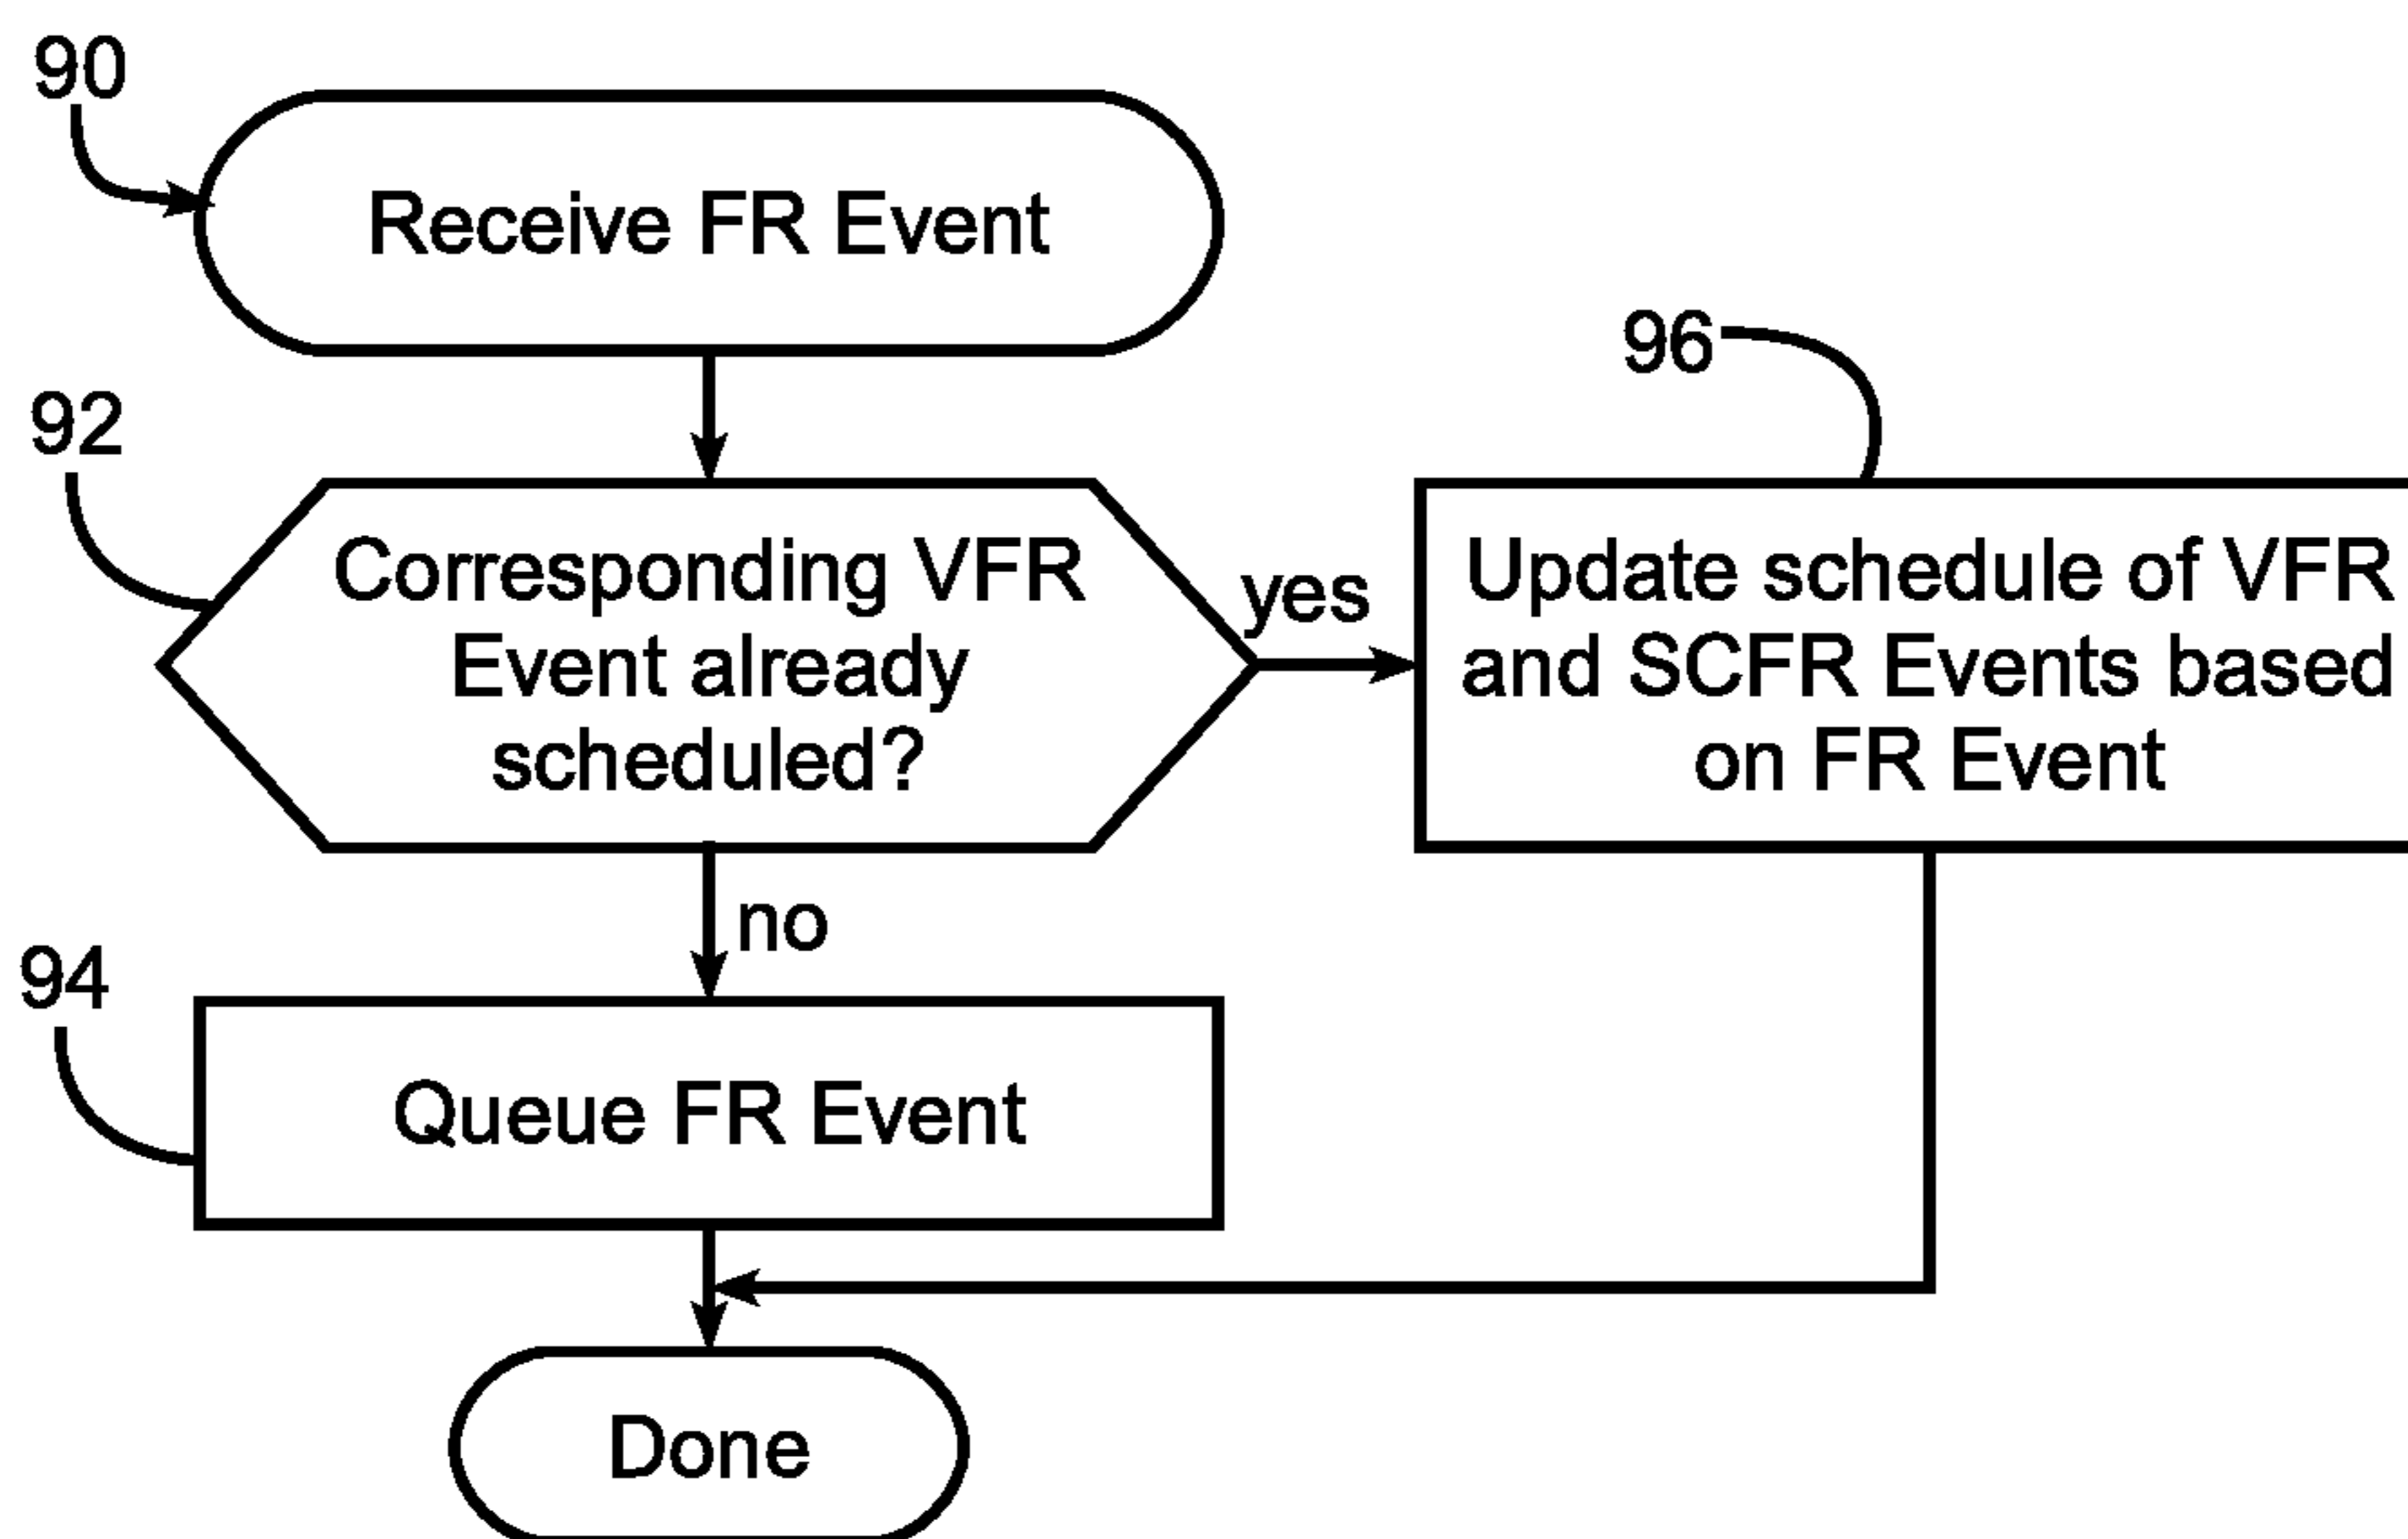 90
Receive FR Event
92
Corresponding VFR
Event already
scheduled?
yes
96
Update schedule of VFR
and SCFR Events based
on FR Event
no
94
Queue FR Event
Done